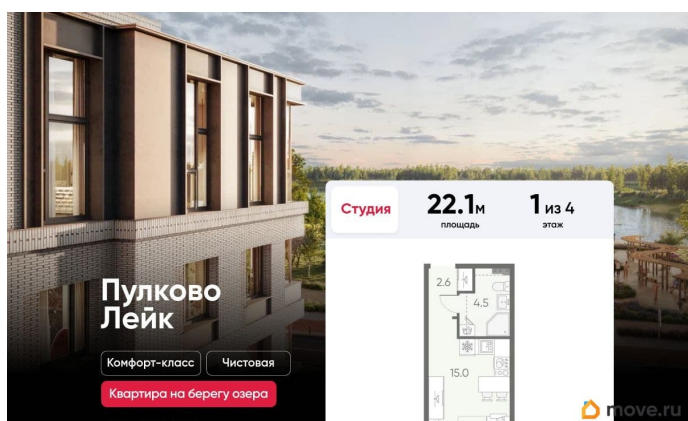 Студия
22.1м
площадь
1 из 4
этаж
Пулково
Лейк
2.6
4.5
15.0
Комфорт-класс
Чистовая
Квартира на берегу озера
move.ru